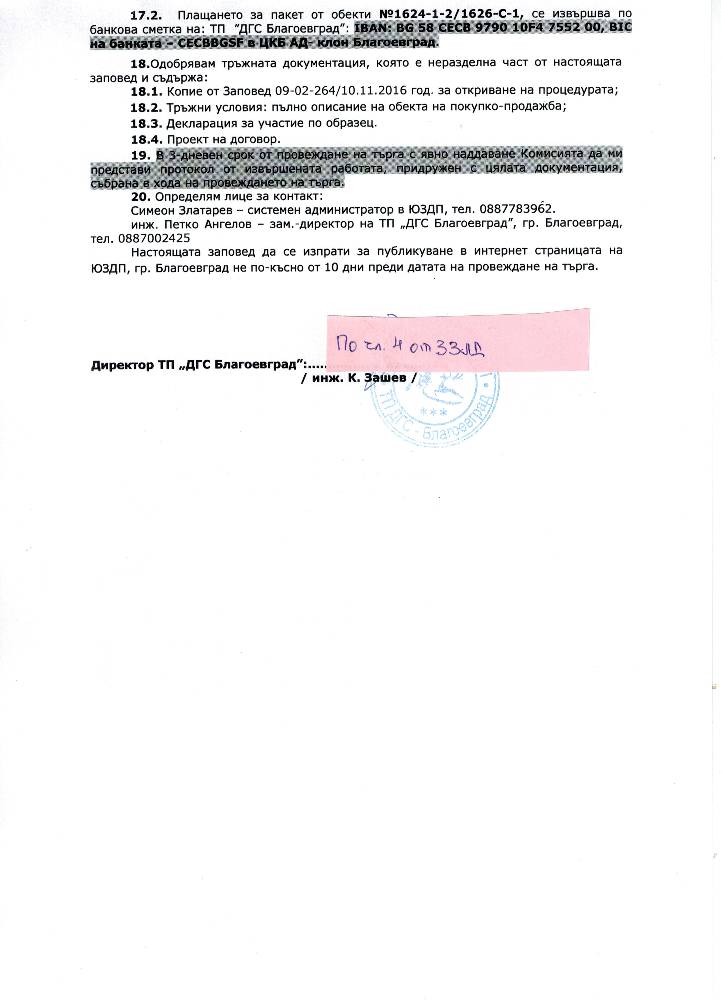 17.2. Плащането за пакет от обекти №1624-1-2/1626-С-1, се извършва по
банкова сметка на: ТП ″ДГС Благоевград″: IBAN: BG 58 CECB 9790 10F4 7552 00, BIC
на банката – CECBBGSF в ЦКБ АД- клон Благоевград.
18.Одобрявам тръжната документация, която е неразделна част от настоящата
заповед и съдържа:
18.1. Копие от Заповед 09-02-264/10.11.2016 год. за откриване на процедурата;
18.2. Тръжни условия: пълно описание на обекта на покупко-продажба;
18.3. Декларация за участие по образец.
18.4. Проект на договор.
19. В 3-дневен срок от провеждане на търга с явно наддаване Комисията да ми
представи протокол от извършената работата, придружен с цялата документация,
събрана в хода на провеждането на търга.
20. Определям лице за контакт:
Симеон Златарев – системен администратор в ЮЗДП, тел. 0887783962.
инж. Петко Ангелов – зам.-директор на ТП „ДГС Благоевград”, гр. Благоевград,
тел. 0887002425
Настоящата заповед да се изпрати за публикуване в интернет страницата на
ЮЗДП, гр. Благоевград не по-късно от 10 дни преди датата на провеждане на търга.
По чл. 4 от ЗЗЛД
Директор ТП „ДГС Благоевград”:.....
/ инж. К. Зашев /
ТП ДГС - Благоевград